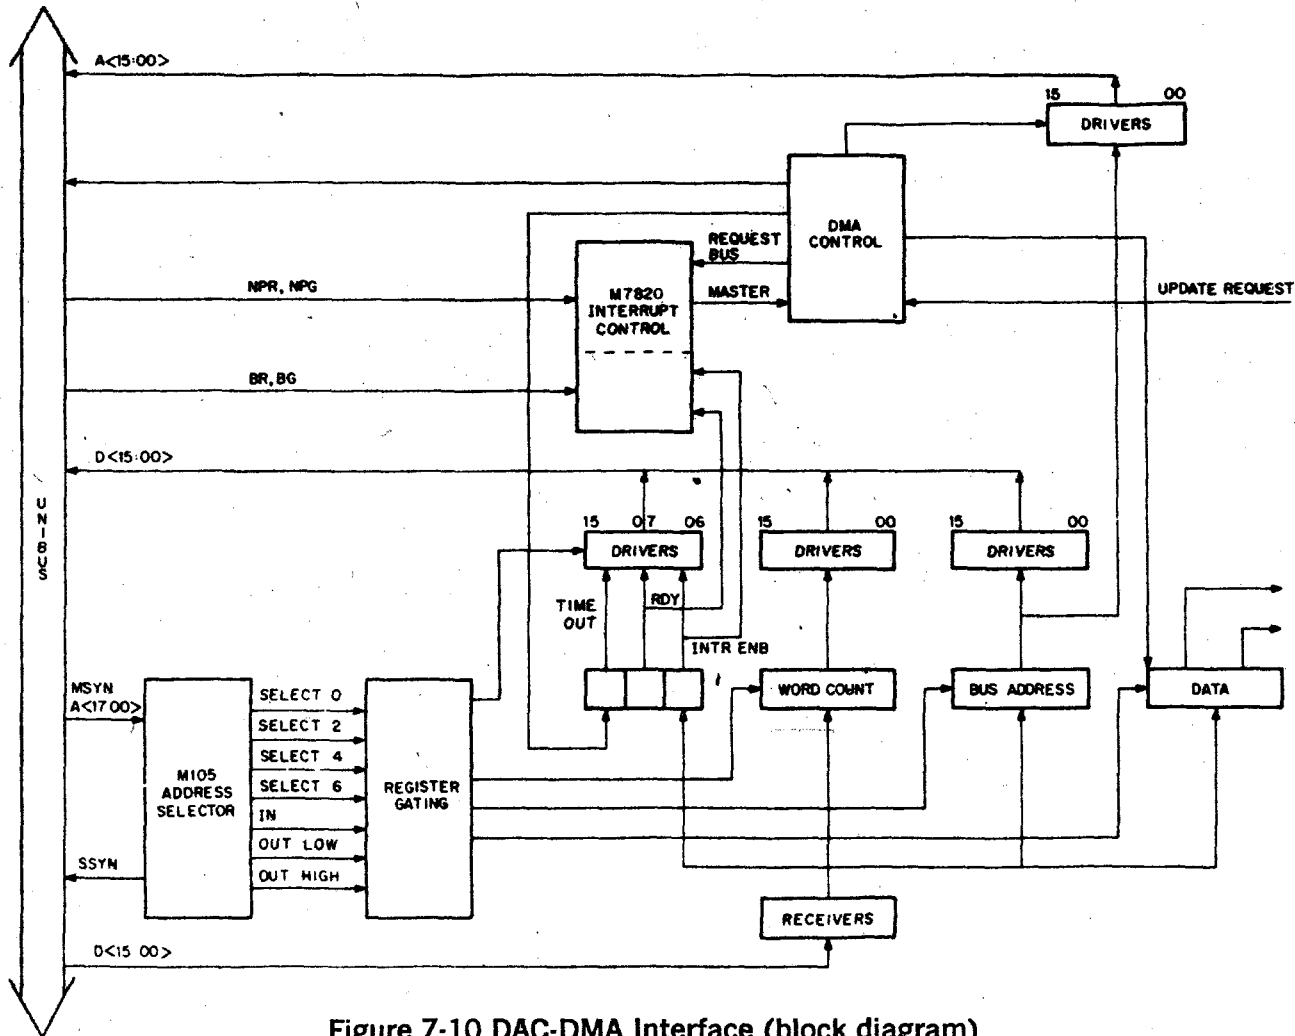 A<15:00>
15 00
DRIVERS
DMA
CONTROL
REQUEST
BUS
MASTER
UPDATE REQUEST
NPR, NPG
M7820
INTERRUPT
CONTROL
BR, BG
D<15:00>
UNIBUS
15 07 06
DRIVERS
15 00
DRIVERS
15 00
DRIVERS
TIME
OUT
RDY
INTR ENB
WORD COUNT
BUS ADDRESS
DATA
MSYN
A<17 00>
M105
ADDRESS
SELECTOR
SELECT 0
SELECT 2
SELECT 4
SELECT 6
IN
OUT LOW
OUT HIGH
REGISTER
GATING
SSYN
RECEIVERS
D<15 00>
Figure 7-10 DAC-DMA Interface (block diagram)